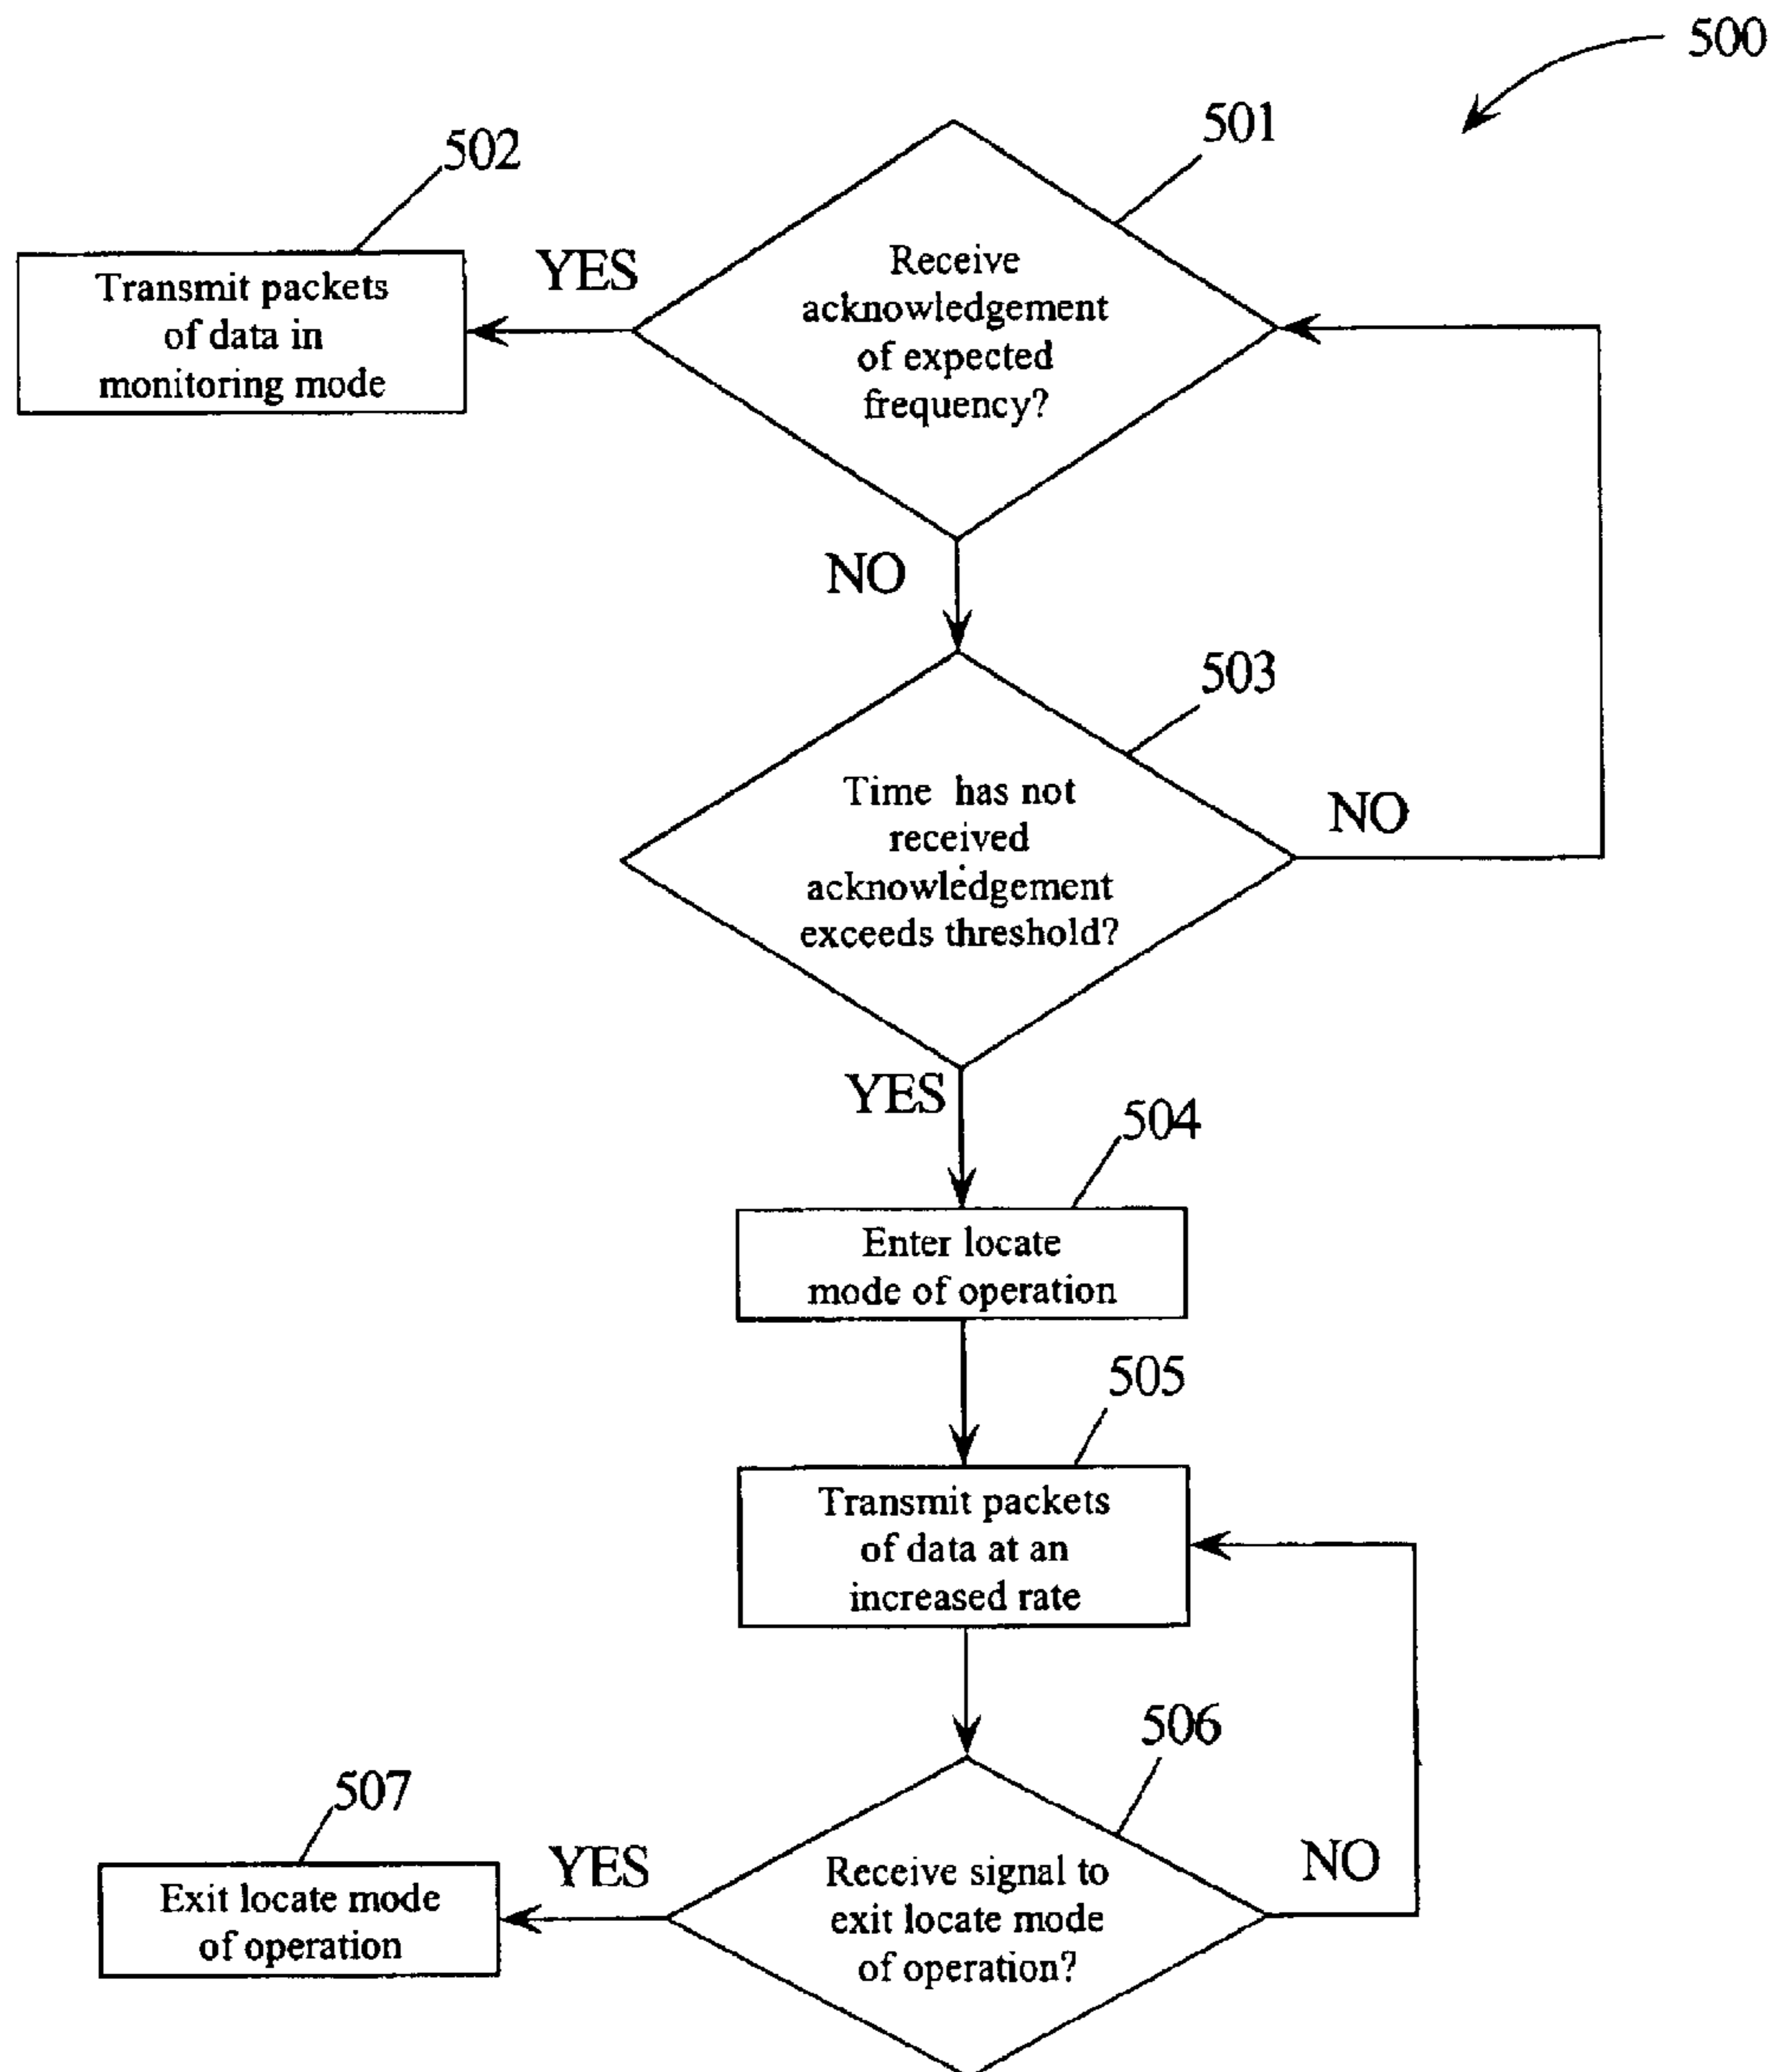 500
501
502
Transmit packets
of data in
monitoring mode
YES
Receive
acknowledgement
of expected
frequency?
NO
503
Time has not
received
acknowledgement
exceeds threshold?
NO
YES
504
Enter locate
mode of operation
505
Transmit packets
of data at an
increased rate
506
507
Exit locate mode
of operation
YES
Receive signal to
exit locate mode
of operation?
NO